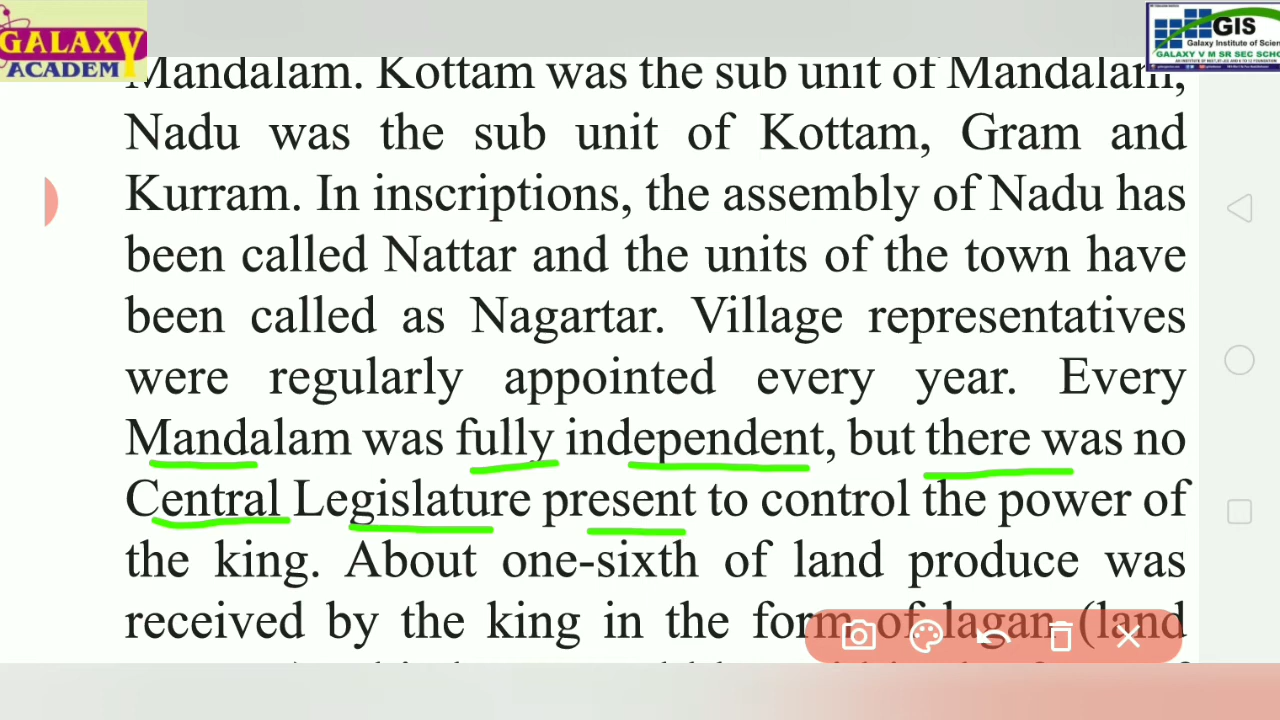 GALAXY
ACADEM
GIS
Galaxy Institute of Scien
GALAXY V M SR SEC SCHO
Mandalam. Kottam was the sub unit of Mandalam,
Nadu was the sub unit of Kottam, Gram and
Kurram. In inscriptions, the assembly of Nadu has
been called Nattar and the units of the town have
been called as Nagartar. Village representatives
were regularly appointed every year. Every
Mandalam was fully independent, but there was no
Central Legislature present to control the power of
the king. About one-sixth of land produce was
received by the king in the form of lagan (land